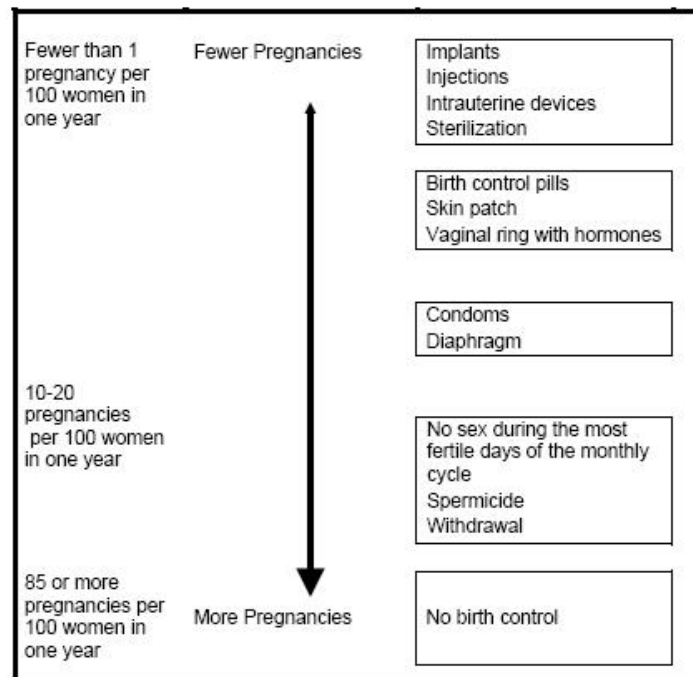 Fewer than 1
pregnancy per
100 women in
one year
Fewer Pregnancies
Implants
Injections
Intrauterine devices
Sterilization
Birth control pills
Skin patch
Vaginal ring with hormones
Condoms
Diaphragm
10-20
pregnancies
per 100 women
in one year
No sex during the most
fertile days of the monthly
cycle
Spermicide
Withdrawal
85 or more
pregnancies per
100 women in
one year
More Pregnancies
No birth control